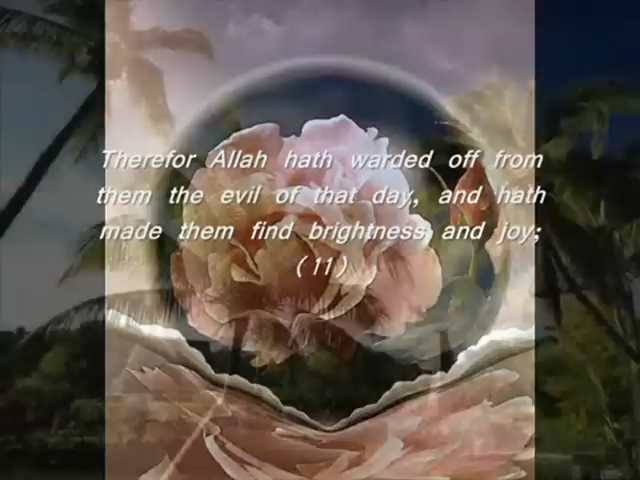 Therefor Allah hath warded off from
them the evil of that day, and hath
made them find brightness and joy;
(11)